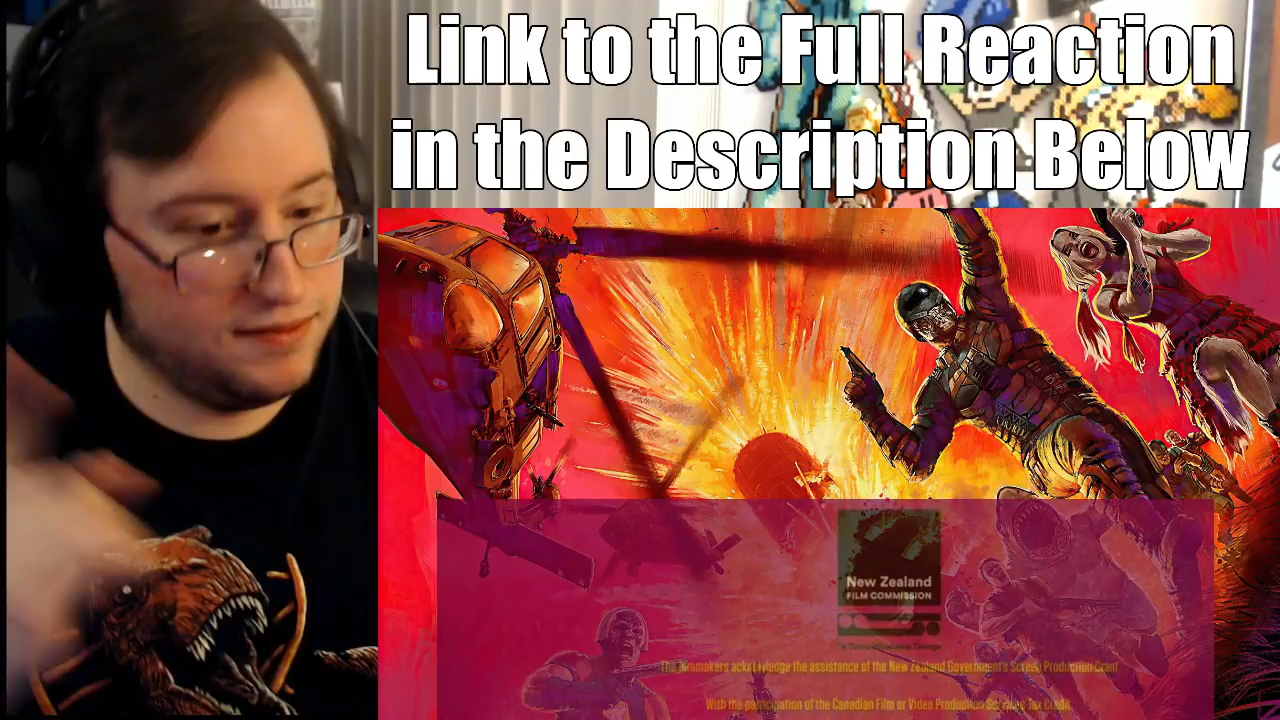 Link to the Full Reaction
in the Description Below
New Zealand
FILM COMMISSION
The filmmakers acknowledge the assistance of the New Zealand Government's Screen Production Grant
With the participation of the Canadian Film or Video Production Services Tax Credit